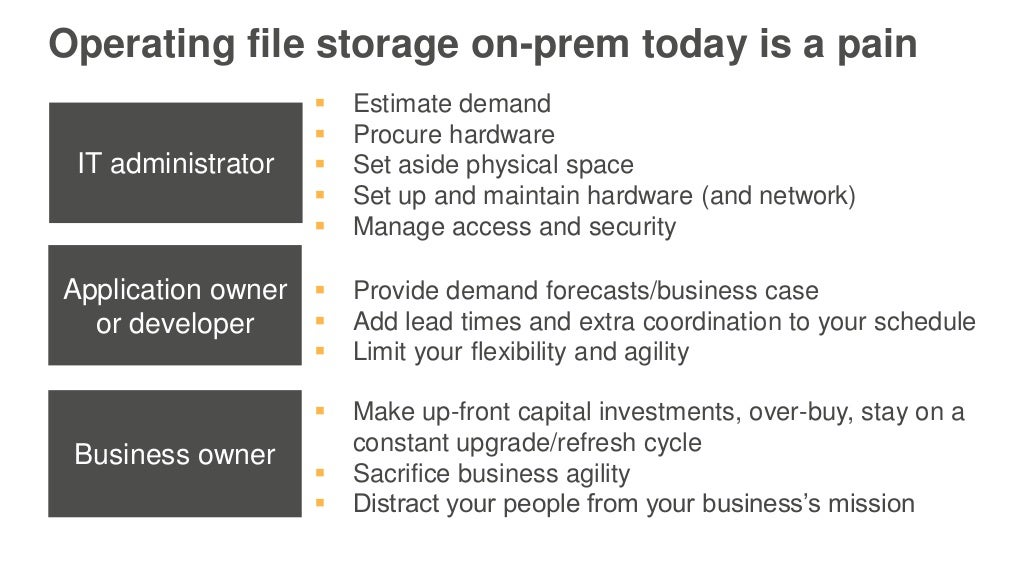 Operating file storage on-prem today is a pain
IT administrator
▪ Estimate demand
▪ Procure hardware
▪ Set aside physical space
▪ Set up and maintain hardware (and network)
▪ Manage access and security
Application owner
or developer
▪ Provide demand forecasts/business case
▪ Add lead times and extra coordination to your schedule
▪ Limit your flexibility and agility
Business owner
▪ Make up-front capital investments, over-buy, stay on a
constant upgrade/refresh cycle
▪ Sacrifice business agility
▪ Distract your people from your business’s mission